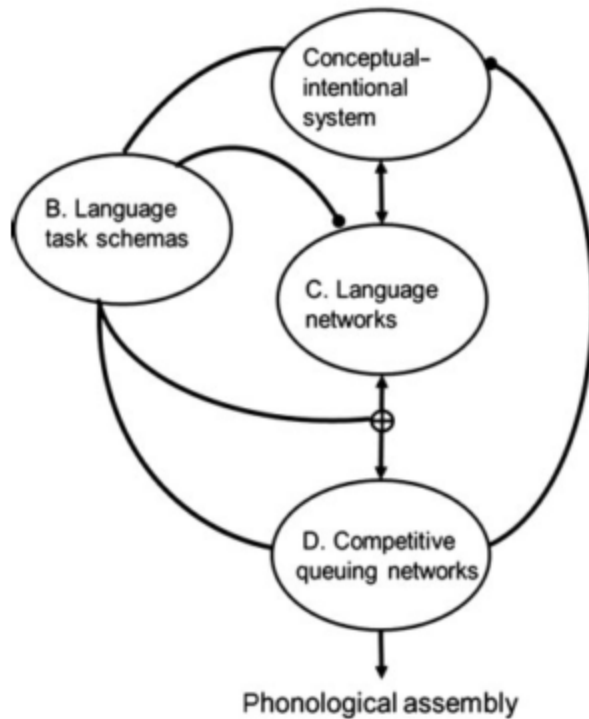 Conceptual–
intentional
system
B. Language
task schemas
C. Language
networks
D. Competitive
queuing networks
Phonological assembly